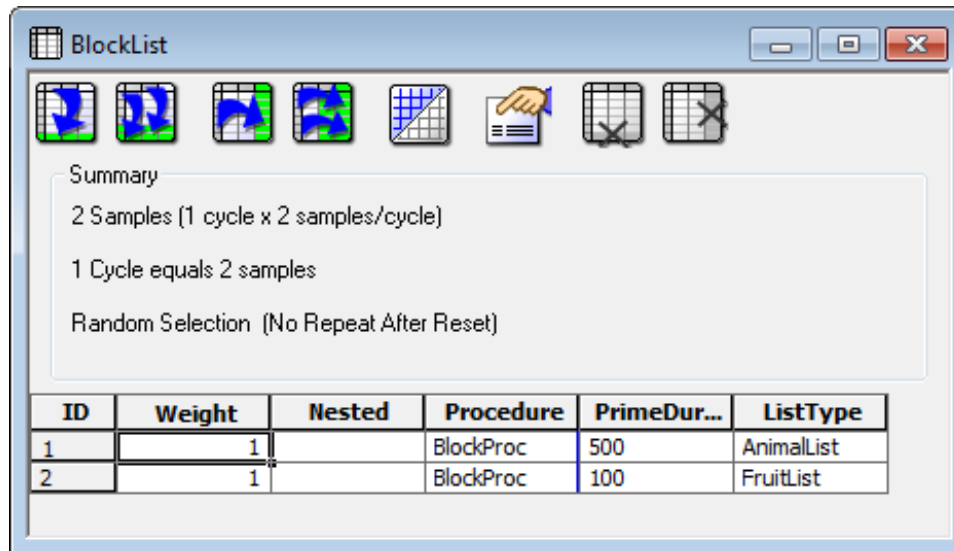 BlockList
Summary
2 Samples (1 cycle x 2 samples/cycle)
1 Cycle equals 2 samples
Random Selection (No Repeat After Reset)
ID Weight Nested Procedure PrimeDur... ListType
1 1 BlockProc 500 AnimalList
2 1 BlockProc 100 FruitList